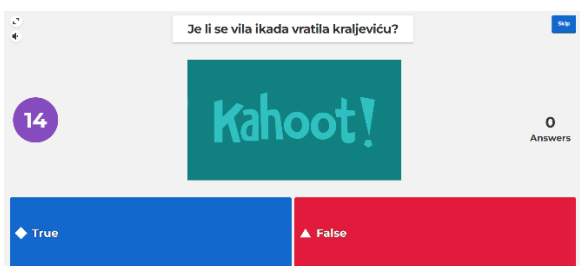 Je li se vila ikada vratila kraljeviću?
Skip
14
Kahoot!
0
Answers
True
False